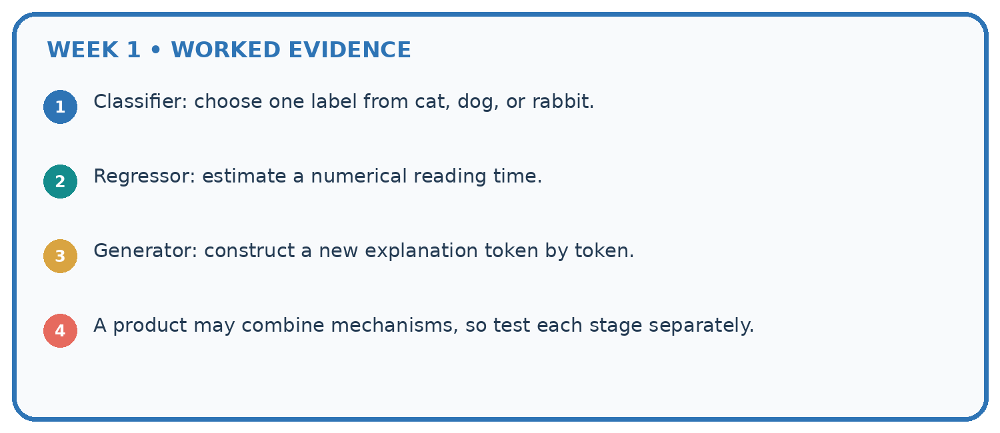 WEEK 1 • WORKED EVIDENCE
1 Classifier: choose one label from cat, dog, or rabbit.
2 Regressor: estimate a numerical reading time.
3 Generator: construct a new explanation token by token.
4 A product may combine mechanisms, so test each stage separately.